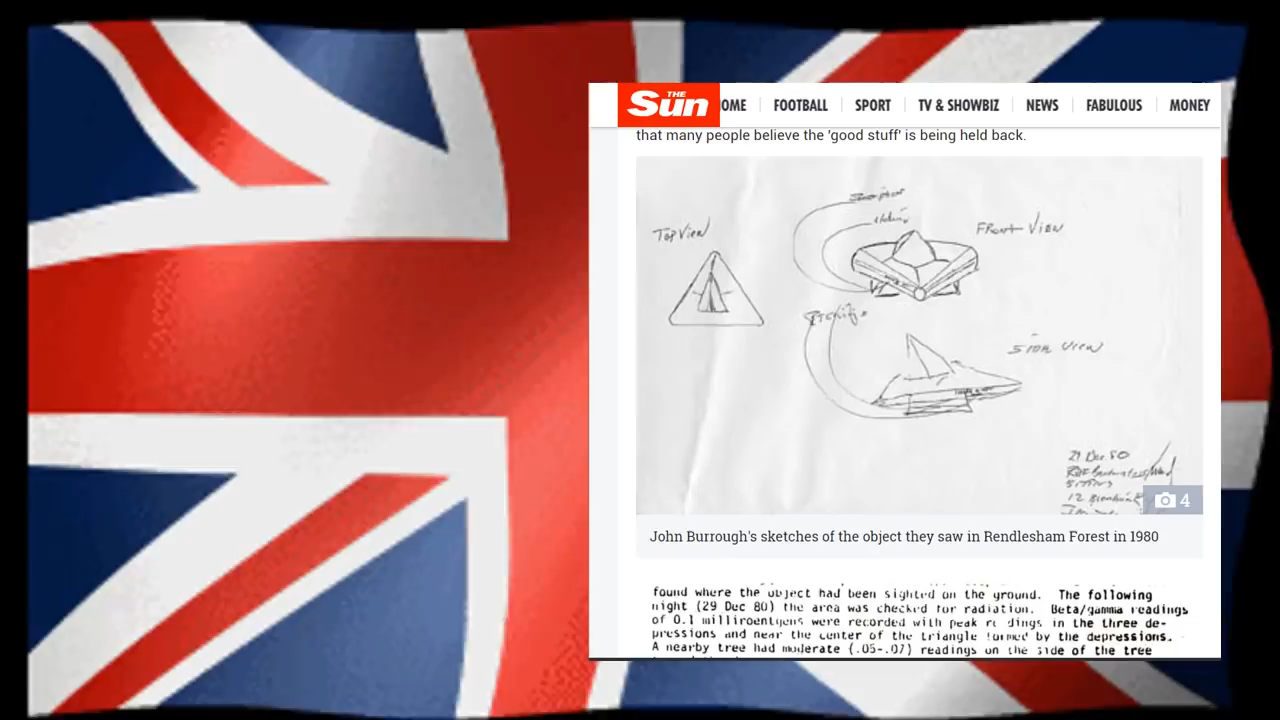 THE
Sun
OME FOOTBALL SPORT TV & SHOWBIZ NEWS FABULOUS MONEY
that many people believe the 'good stuff' is being held back.
TOP VIEW
FRONT VIEW
SIDE VIEW
4
John Burrough's sketches of the object they saw in Rendlesham Forest in 1980
found where the object had been sighted on the ground. The following
night (29 Dec 80) the area was checked for radiation. Beta/gamma readings
of 0.1 milliroentgens were recorded with peak re dings in the three de-
pressions and near the center of the triangle formed by the depressions.
A nearby tree had moderate (.05-.07) readings on the side of the tree